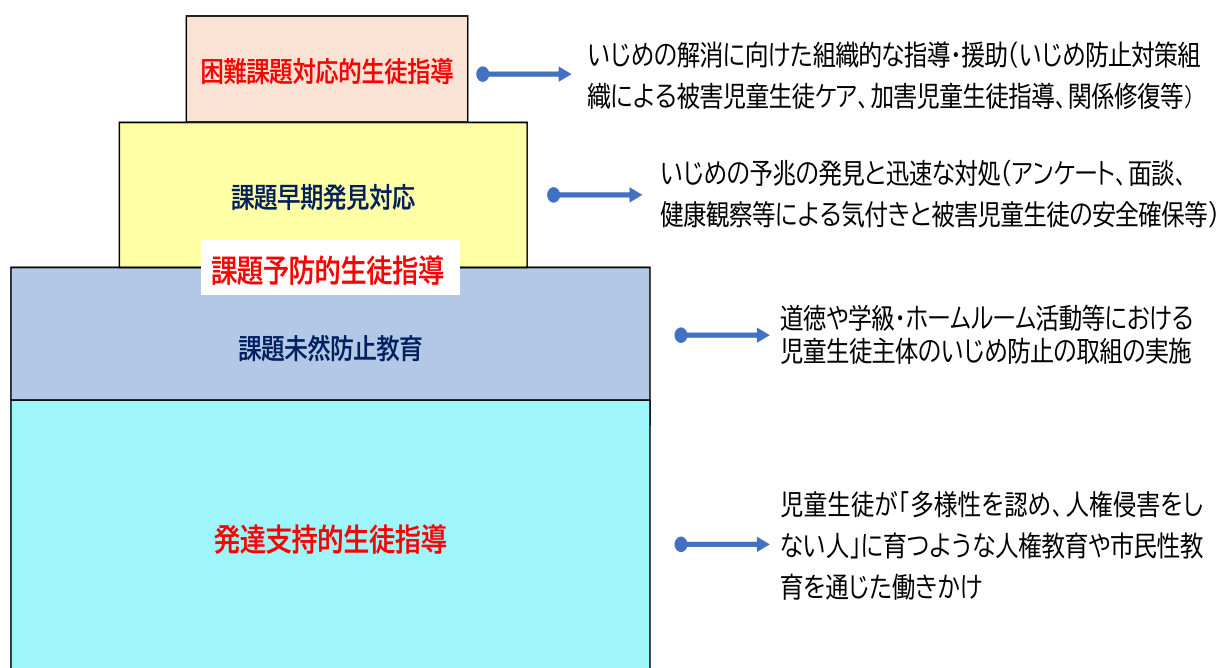 困難課題対応的生徒指導
いじめの解消に向けた組織的な指導・援助(いじめ防止対策組
織による被害児童生徒ケア、加害児童生徒指導、関係修復等)
課題早期発見対応
いじめの予兆の発見と迅速な対処(アンケート、面談、
健康観察等による気付きと被害児童生徒の安全確保等)
課題予防的生徒指導
課題未然防止教育
道徳や学級・ホームルーム活動等における
児童生徒主体のいじめ防止の取組の実施
発達支持的生徒指導
児童生徒が「多様性を認め、人権侵害をし
ない人」に育つような人権教育や市民性教
育を通じた働きかけ